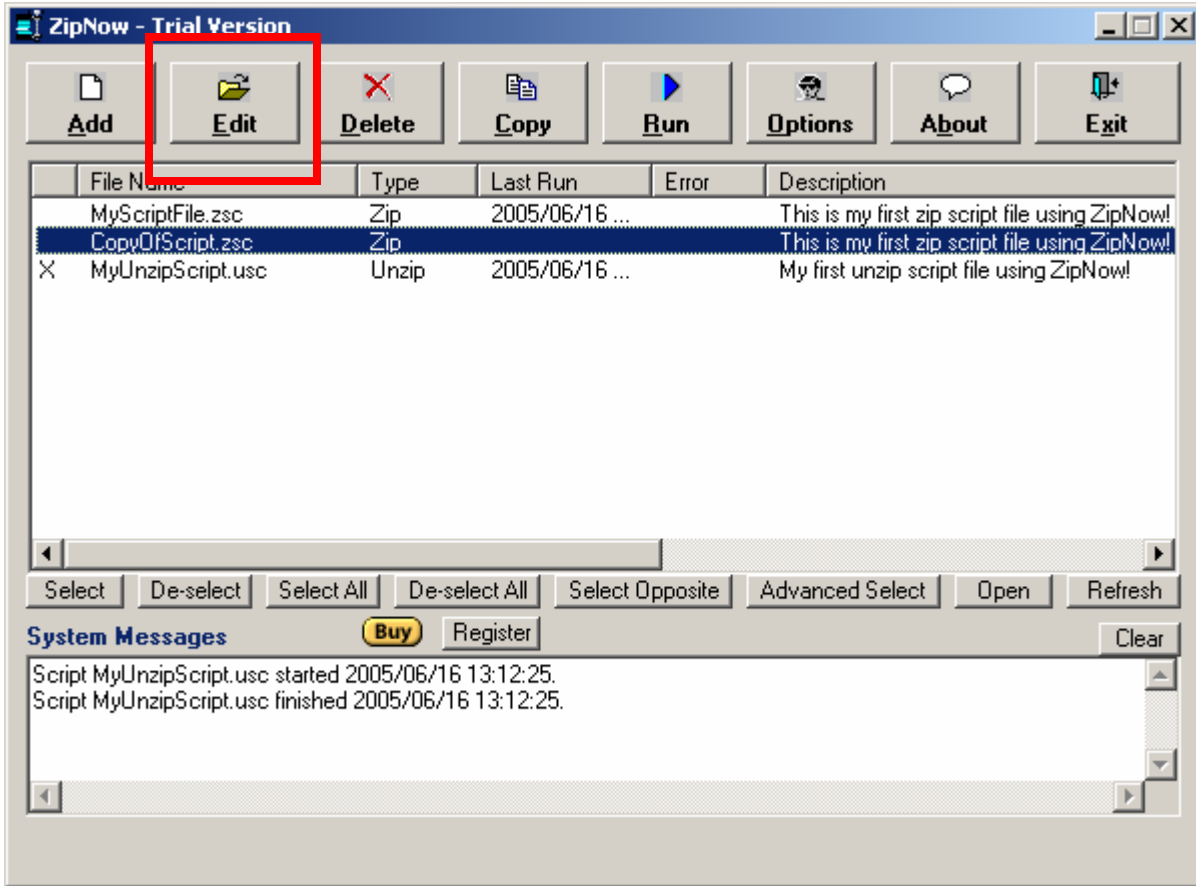 ZipNow - Trial Version
Add Edit Delete Copy Run Options About Exit
File Name Type Last Run Error Description
MyScriptFile.zsc Zip 2005/06/16 ... This is my first zip script file using ZipNow!
CopyOfScript.zsc Zip This is my first zip script file using ZipNow!
X MyUnzipScript.usc Unzip 2005/06/16 ... My first unzip script file using ZipNow!
Select De-select Select All De-select All Select Opposite Advanced Select Open Refresh
System Messages Buy Register Clear
Script MyUnzipScript.usc started 2005/06/16 13:12:25.
Script MyUnzipScript.usc finished 2005/06/16 13:12:25.